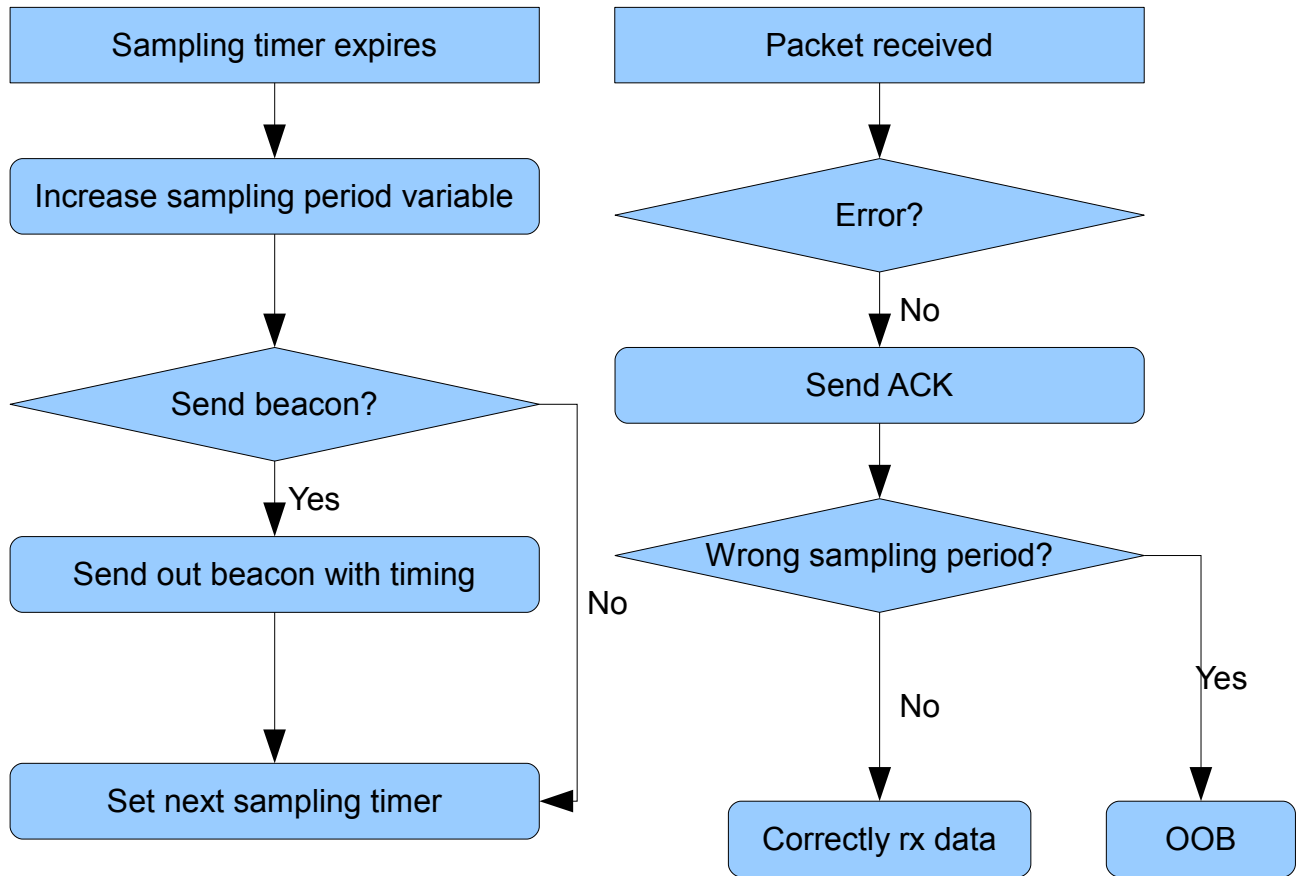 Sampling timer expires
Increase sampling period variable
Send beacon?
Yes
Send out beacon with timing
No
Set next sampling timer
Packet received
Error?
No
Send ACK
Wrong sampling period?
No
Yes
Correctly rx data
OOB